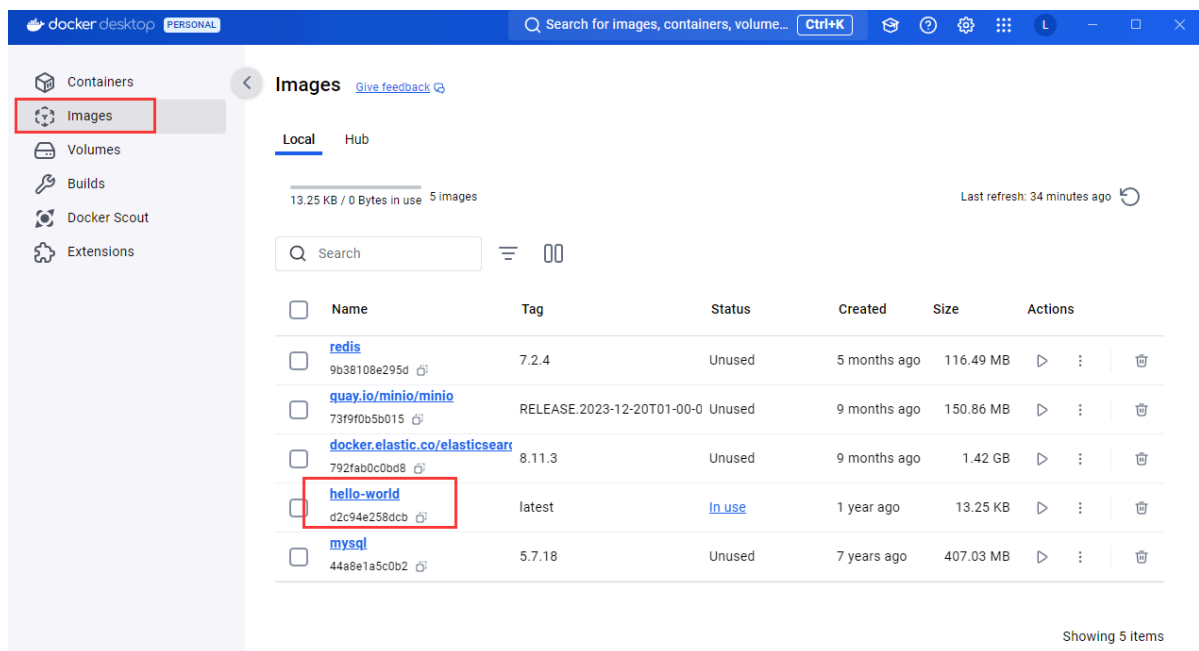 docker desktop PERSONAL Search for images, containers, volume... Ctrl+K L
Containers
Images
Volumes
Builds
Docker Scout
Extensions
Images Give feedback
Local Hub
13.25 KB / 0 Bytes in use 5 images Last refresh: 34 minutes ago
Search
Name Tag Status Created Size Actions
redis
9b38108e295d 7.2.4 Unused 5 months ago 116.49 MB
quay.io/minio/minio
73f9f0b5b015 RELEASE.2023-12-20T01-00-0 Unused 9 months ago 150.86 MB
docker.elastic.co/elasticsearc
792fab0c0bd8 8.11.3 Unused 9 months ago 1.42 GB
hello-world
d2c94e258dcb latest In use 1 year ago 13.25 KB
mysql
44a8e1a5c0b2 5.7.18 Unused 7 years ago 407.03 MB
Showing 5 items